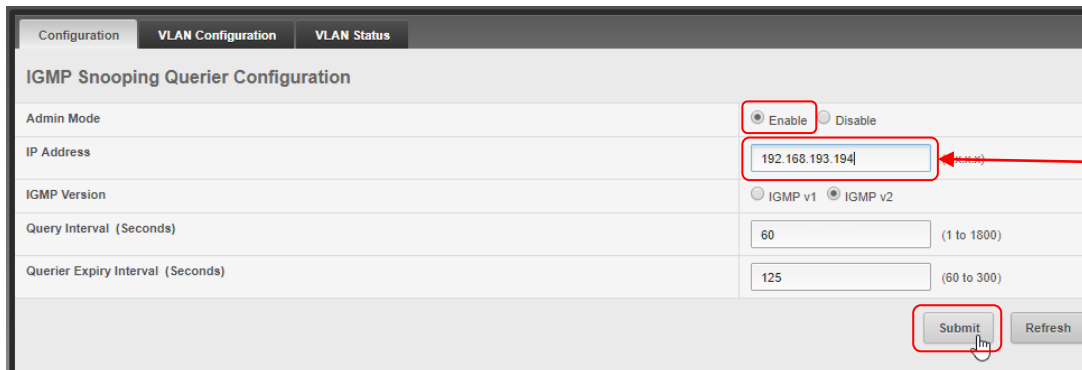 Configuration VLAN Configuration VLAN Status
IGMP Snooping Querier Configuration
Admin Mode Enable Disable
IP Address 192.168.193.194 (x.x.x.x)
IGMP Version IGMP v1 IGMP v2
Query Interval (Seconds) 60 (1 to 1800)
Querier Expiry Interval (Seconds) 125 (60 to 300)
Submit Refresh